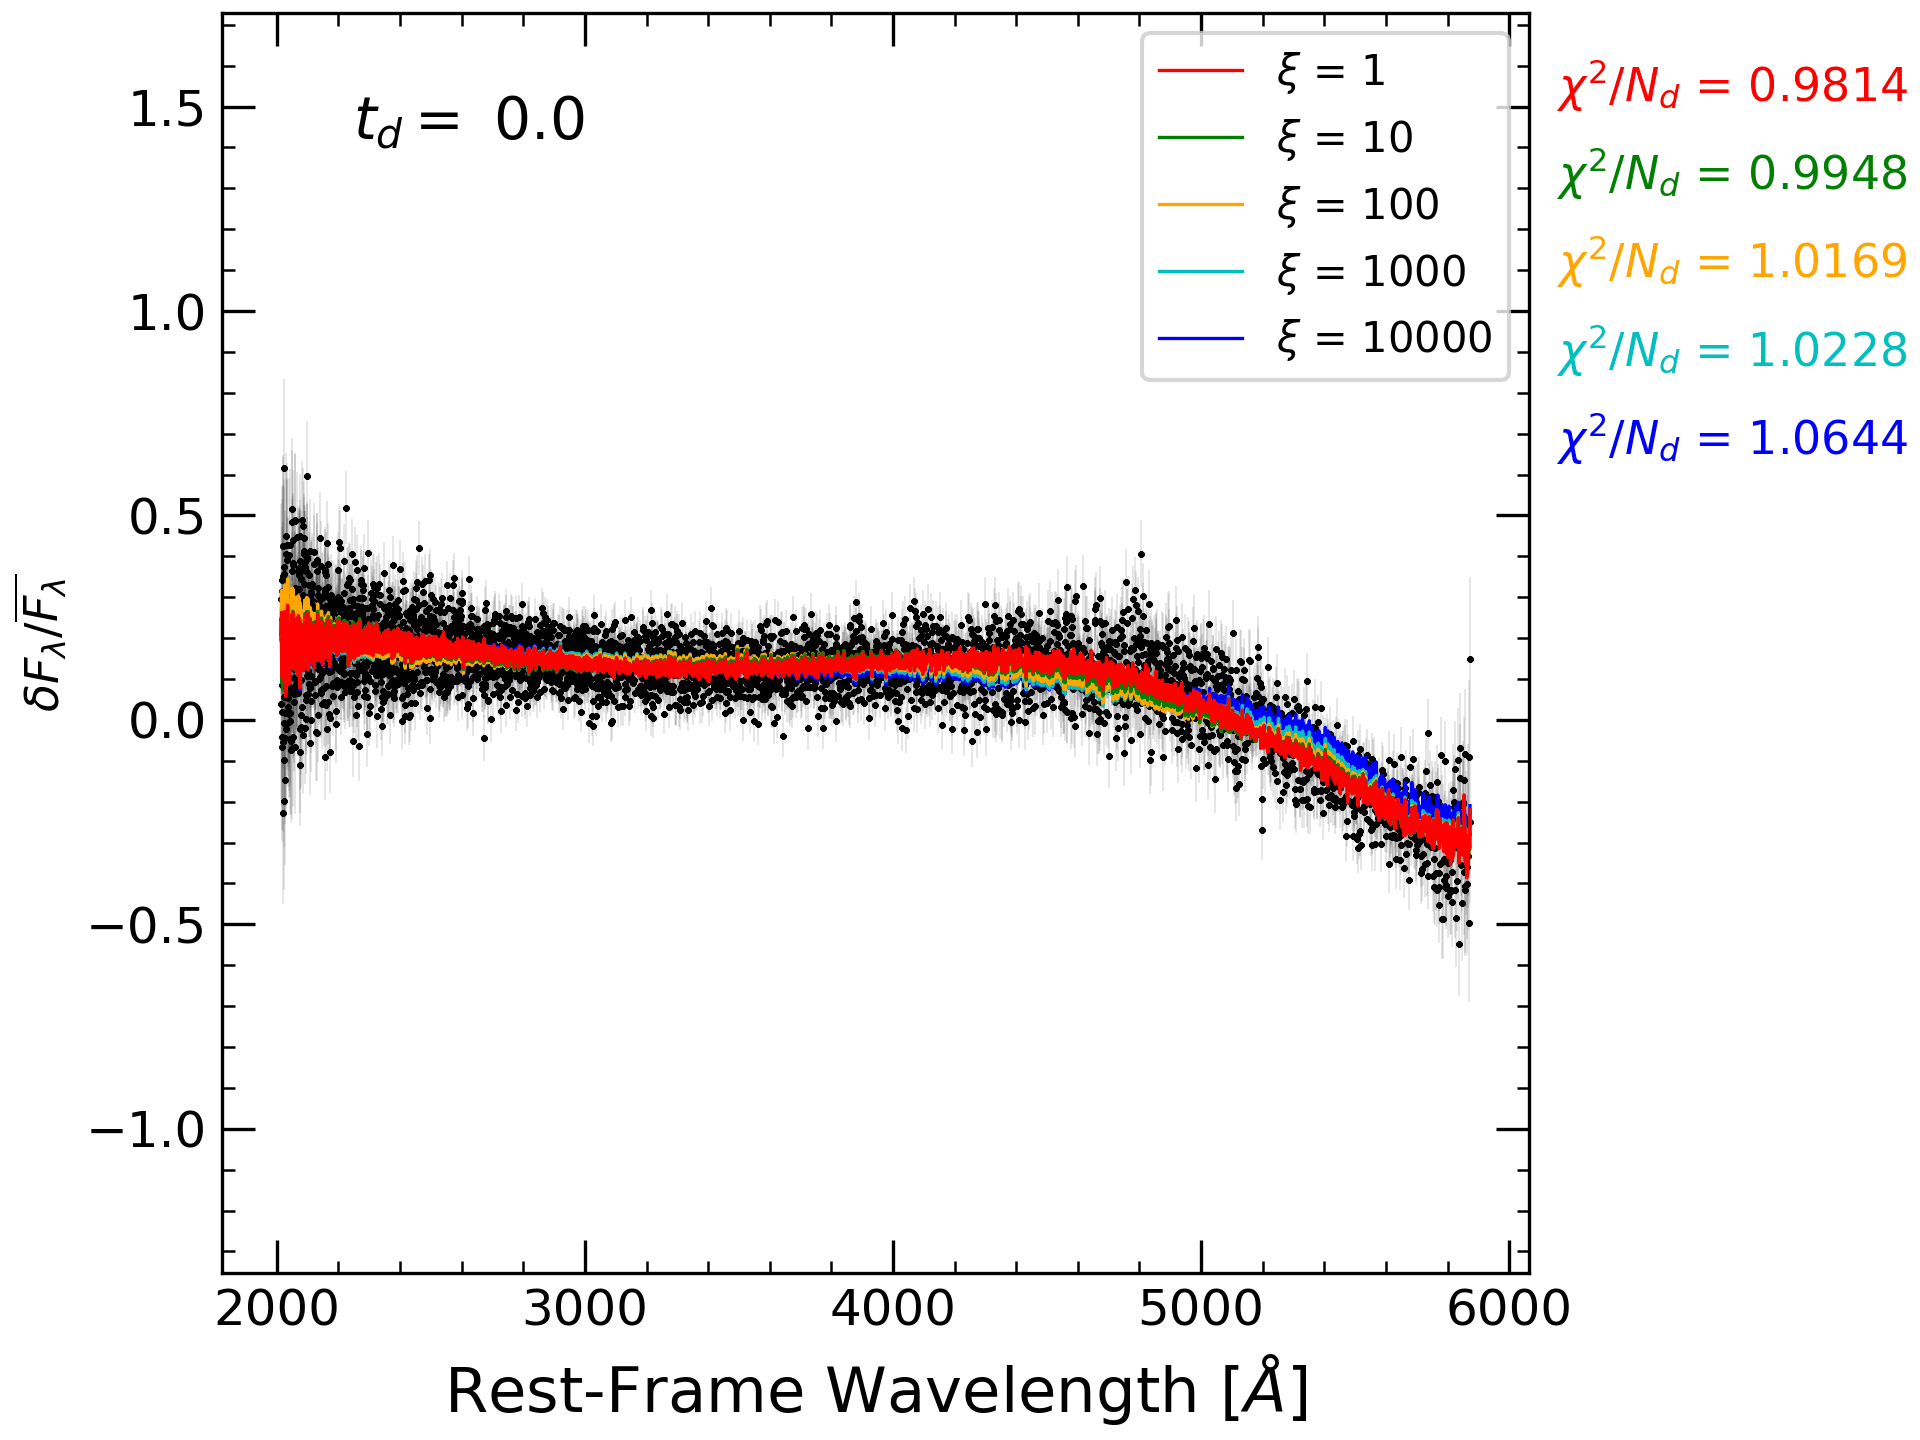 t_d = 0.0
ξ = 1
ξ = 10
ξ = 100
ξ = 1000
ξ = 10000
χ²/N_d = 0.9814
χ²/N_d = 0.9948
χ²/N_d = 1.0169
χ²/N_d = 1.0228
χ²/N_d = 1.0644
1.5
1.0
0.5
0.0
−0.5
−1.0
δF_λ/F̅_λ
2000 3000 4000 5000 6000
Rest-Frame Wavelength [Å]